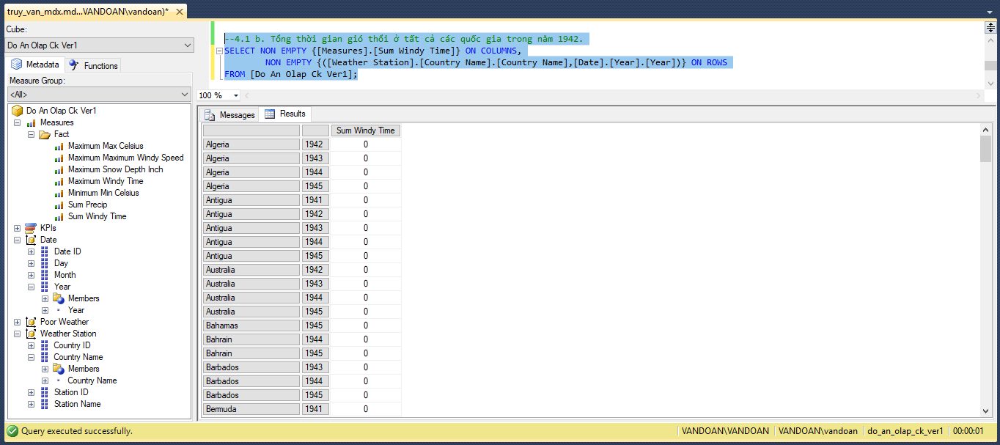 truy_van_mdx.md...VANDOAN\vandoan)*
Cube:
Do An Olap Ck Ver1
Metadata
Functions
Measure Group:
<All>
Do An Olap Ck Ver1
Measures
Fact
Maximum Max Celsius
Maximum Maximum Windy Speed
Maximum Snow Depth Inch
Maximum Windy Time
Minimum Min Celsius
Sum Precip
Sum Windy Time
KPIs
Date
Date ID
Day
Month
Year
Members
Year
Poor Weather
Weather Station
Country ID
Country Name
Members
Country Name
Station ID
Station Name
--4.1 b. Tổng thời gian gió thổi ở tất cả các quốc gia trong năm 1942.
SELECT NON EMPTY {[Measures].[Sum Windy Time]} ON COLUMNS,
NON EMPTY {([Weather Station].[Country Name].[Country Name],[Date].[Year].[Year])} ON ROWS
FROM [Do An Olap Ck Ver1];
100 %
Messages
Results
Sum Windy Time
Algeria 1942 0
Algeria 1943 0
Algeria 1944 0
Algeria 1945 0
Antigua 1941 0
Antigua 1942 0
Antigua 1943 0
Antigua 1944 0
Antigua 1945 0
Australia 1942 0
Australia 1943 0
Australia 1944 0
Australia 1945 0
Bahamas 1945 0
Bahrain 1944 0
Bahrain 1945 0
Barbados 1943 0
Barbados 1944 0
Barbados 1945 0
Bermuda 1941 0
Query executed successfully.
VANDOAN\VANDOAN
VANDOAN\vandoan
do_an_olap_ck_ver1
00:00:01